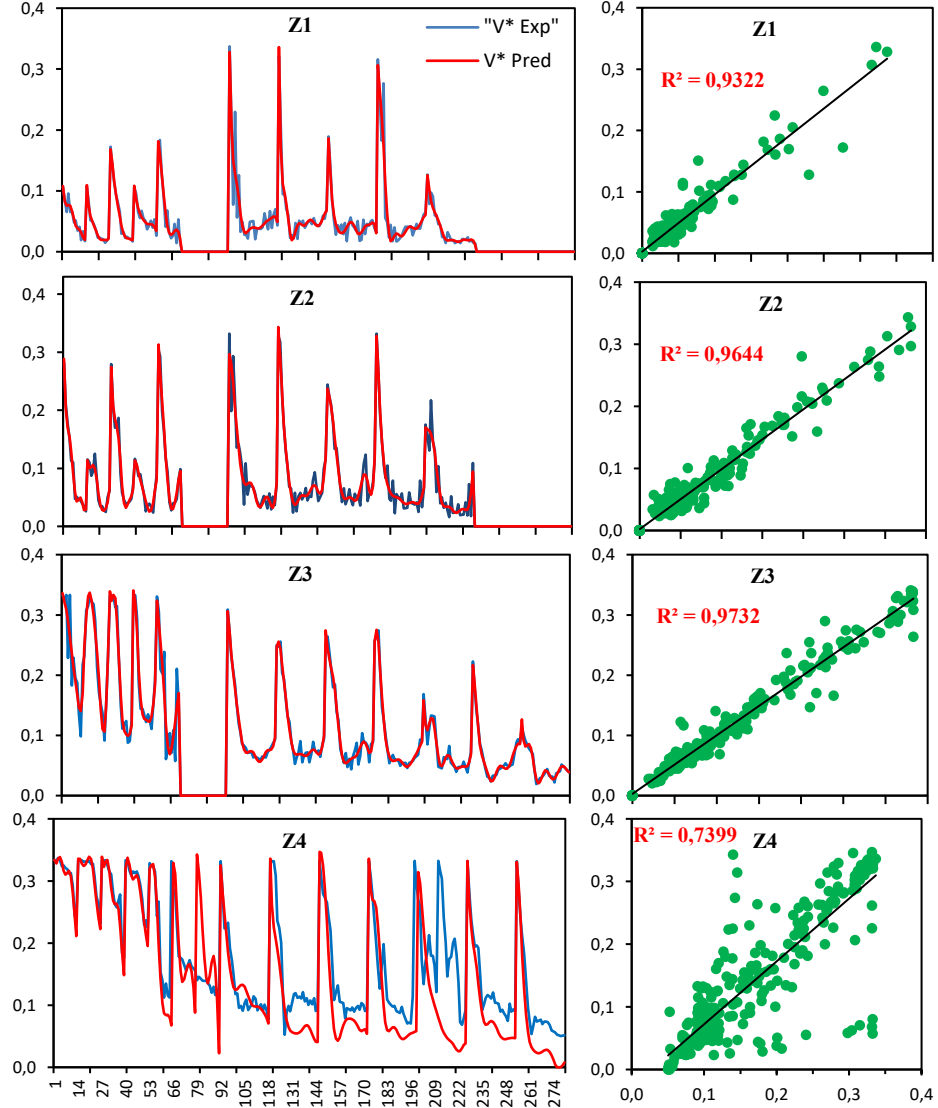 0,4
0,3
0,2
0,1
0,0
Z1
"V* Exp"
V* Pred
0,4
0,3
0,2
0,1
0,0
Z1
R² = 0,9322
0,4
0,3
0,2
0,1
0,0
Z2
0,4
0,3
0,2
0,1
0,0
Z2
R² = 0,9644
0,4
0,3
0,2
0,1
0,0
Z3
0,4
0,3
0,2
0,1
0,0
Z3
R² = 0,9732
0,4
0,3
0,2
0,1
0,0
Z4
1 14 27 40 53 66 79 92 105 118 131 144 157 170 183 196 209 222 235 248 261 274
0,4
0,3
0,2
0,1
0,0
R² = 0,7399
Z4
0,0 0,1 0,2 0,3 0,4